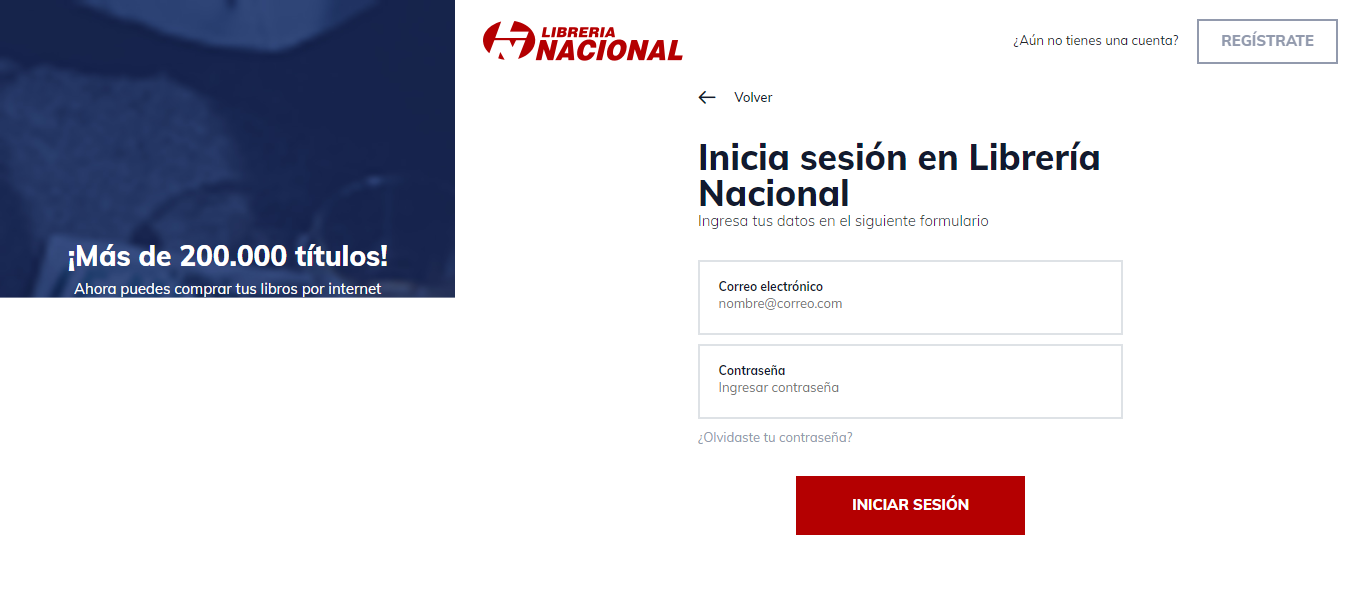 ¡Más de 200.000 títulos!
Ahora puedes comprar tus libros por internet
LIBRERIA
NACIONAL
¿Aún no tienes una cuenta?
REGÍSTRATE
Volver
Inicia sesión en Librería
Nacional
Ingresa tus datos en el siguiente formulario
Correo electrónico
nombre@correo.com
Contraseña
Ingresar contraseña
¿Olvidaste tu contraseña?
INICIAR SESIÓN